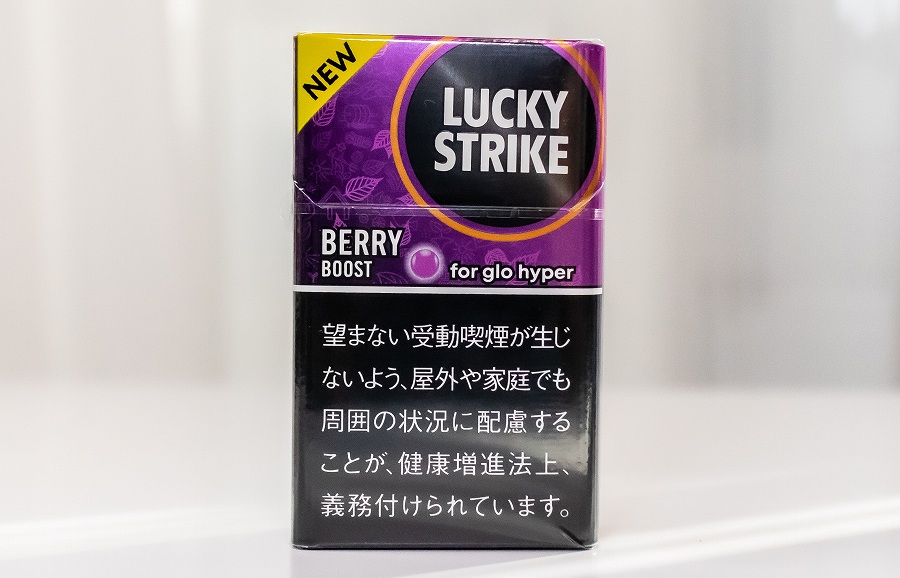 NEW
LUCKY
STRIKE
BERRY
BOOST
for glo hyper
望まない受動喫煙が生じ
ないよう、屋外や家庭でも
周囲の状況に配慮する
ことが、健康増進法上、
義務付けられています。